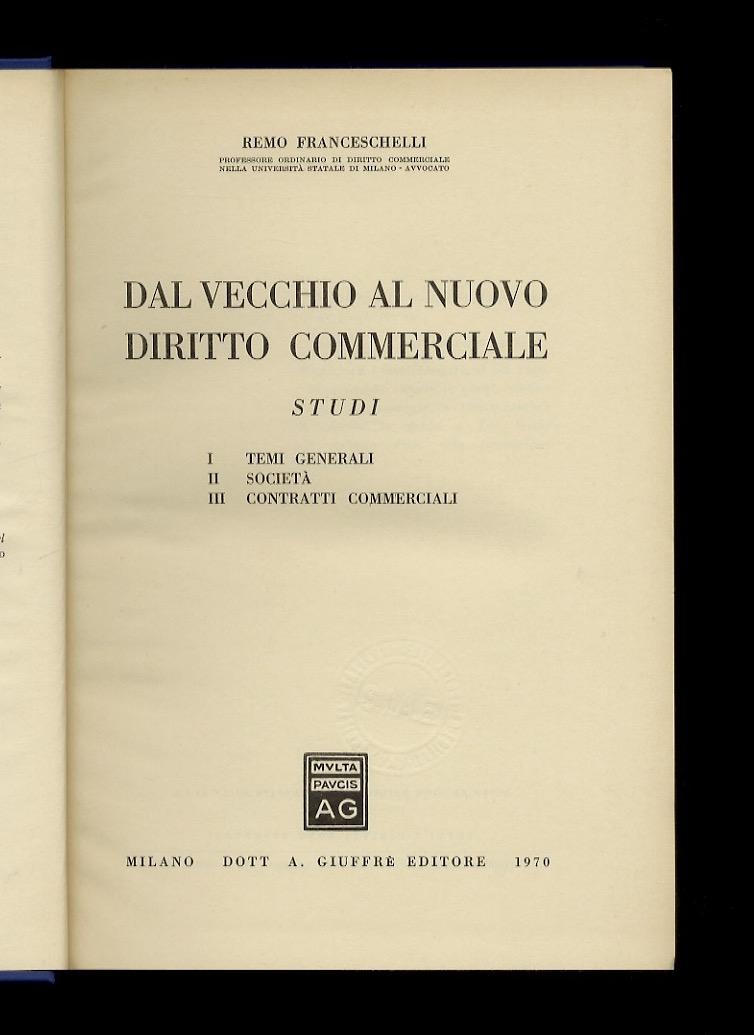 REMO FRANCESCHELLI
PROFESSORE ORDINARIO DI DIRITTO COMMERCIALE
NELLA UNIVERSITÀ STATALE DI MILANO - AVVOCATO
DAL VECCHIO AL NUOVO
DIRITTO COMMERCIALE
STUDI
I TEMI GENERALI
II SOCIETÀ
III CONTRATTI COMMERCIALI
MVLTA
PAVCIS
AG
MILANO DOTT A. GIUFFRÈ EDITORE 1970